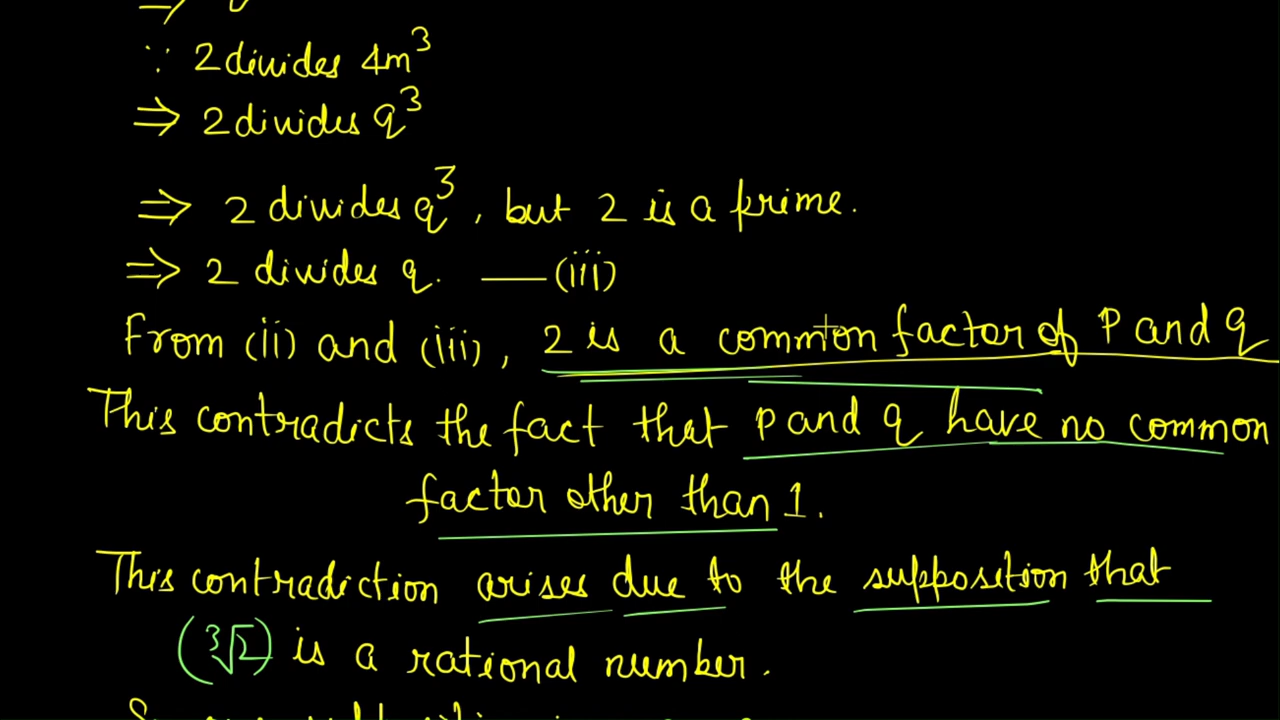 ∵ 2 divides 4m³
⇒ 2 divides q³
⇒ 2 divides q³, but 2 is a prime.
⇒ 2 divides q. —(iii)
From (ii) and (iii), 2 is a common factor of P and q
This contradicts the fact that p and q have no common
factor other than 1.
This contradiction arises due to the supposition that
(∛2) is a rational number.